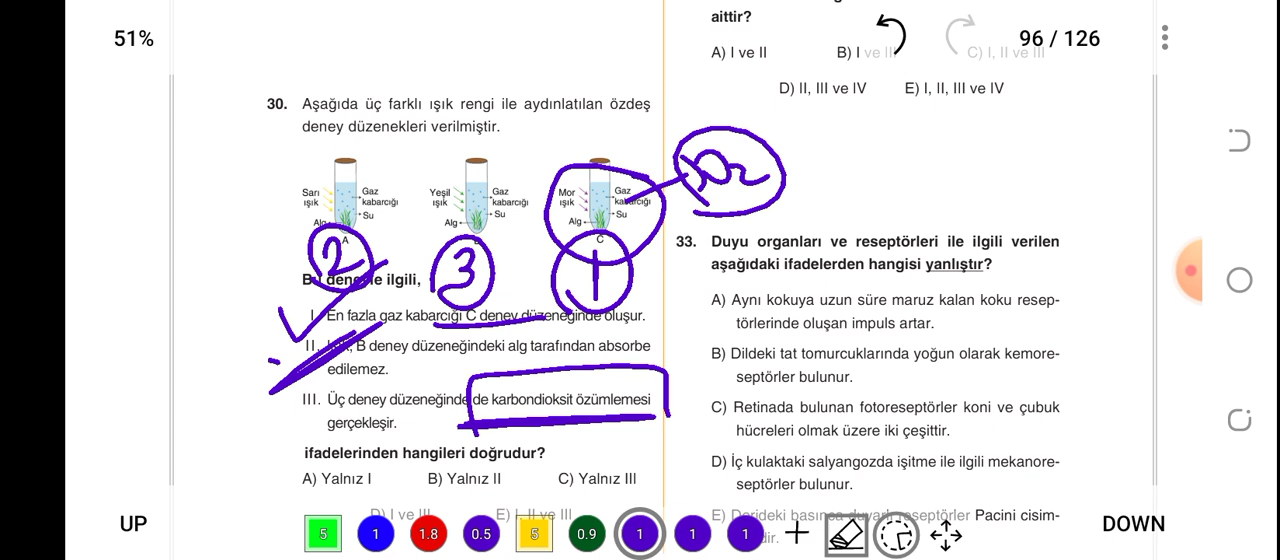 51%
96 / 126
aittir?
A) I ve II
B) I ve III
C) I, II ve III
D) II, III ve IV
E) I, II, III ve IV
30. Aşağıda üç farklı ışık rengi ile aydınlatılan özdeş
deney düzenekleri verilmiştir.
Sarı ışık
Gaz kabarcığı
Su
Alg
A
Yeşil ışık
Gaz kabarcığı
Su
Alg
Mor ışık
Gaz kabarcığı
Su
Alg
C
2
3
1
Bu deneyle ilgili,
I. En fazla gaz kabarcığı C deney düzeneğinde oluşur.
II. B deney düzeneğindeki alg tarafından absorbe
edilemez.
III. Üç deney düzeneğinde de karbondioksit özümlemesi
gerçekleşir.
ifadelerinden hangileri doğrudur?
A) Yalnız I
B) Yalnız II
C) Yalnız III
D) I ve III
E) I, II ve III
33. Duyu organları ve reseptörleri ile ilgili verilen
aşağıdaki ifadelerden hangisi yanlıştır?
A) Aynı kokuya uzun süre maruz kalan koku resep-
törlerinde oluşan impuls artar.
B) Dildeki tat tomurcuklarında yoğun olarak kemore-
septörler bulunur.
C) Retinada bulunan fotoreseptörler koni ve çubuk
hücreleri olmak üzere iki çeşittir.
D) İç kulaktaki salyangozda işitme ile ilgili mekanore-
septörler bulunur.
E) Derideki basınca duyarlı reseptörler Pacini cisim-
UP
5
1
1.8
0.5
5
0.9
1
1
1
DOWN